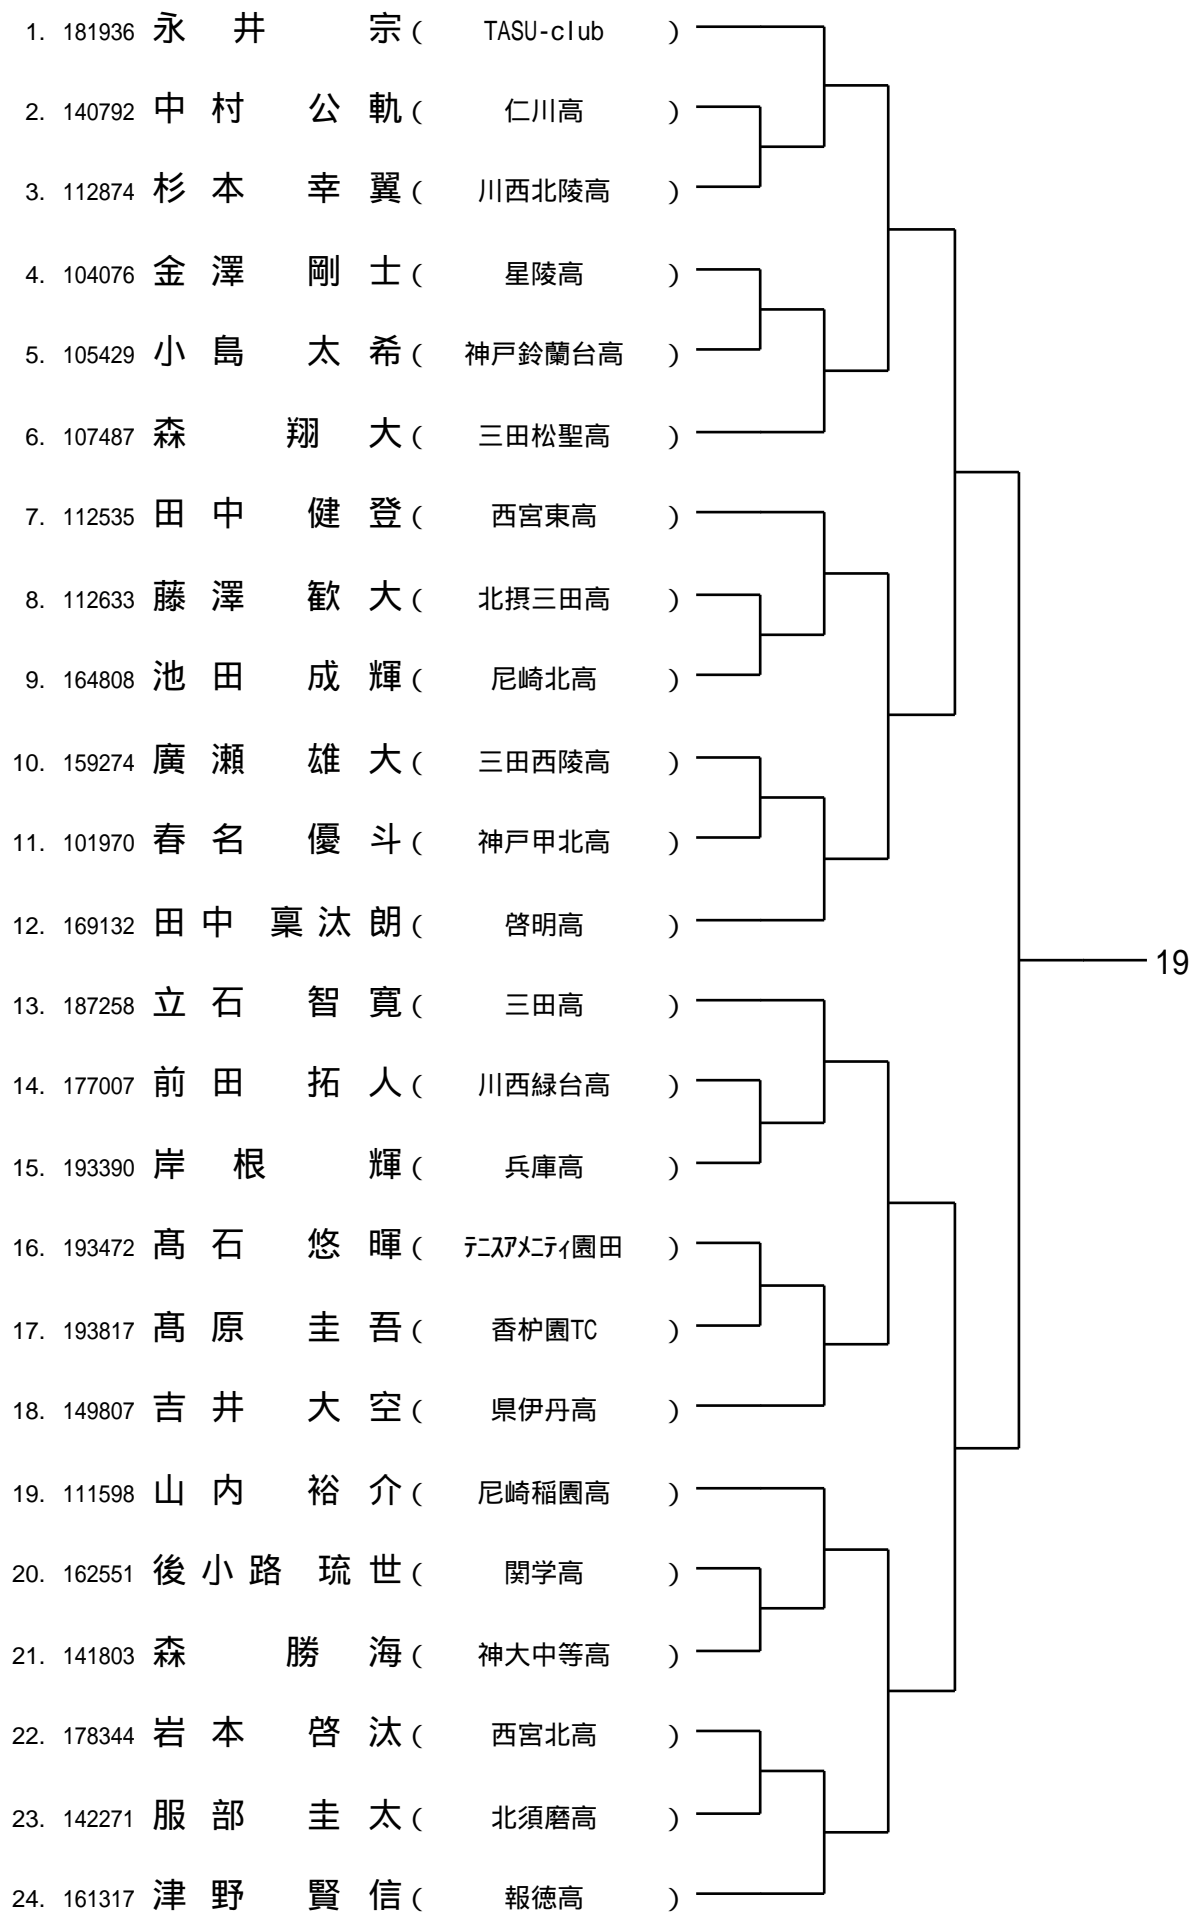 1. 181936 永井 宗 ( TASU-club )
2. 140792 中村 公軌 ( 仁川高 )
3. 112874 杉本 幸翼 ( 川西北陵高 )
4. 104076 金澤 剛士 ( 星陵高 )
5. 105429 小島 太希 ( 神戸鈴蘭台高 )
6. 107487 森 翔大 ( 三田松聖高 )
7. 112535 田中 健登 ( 西宮東高 )
8. 112633 藤澤 歓大 ( 北摂三田高 )
9. 164808 池田 成輝 ( 尼崎北高 )
10. 159274 廣瀬 雄大 ( 三田西陵高 )
11. 101970 春名 優斗 ( 神戸甲北高 )
12. 169132 田中 稟汰朗 ( 啓明高 )
19
13. 187258 立石 智寛 ( 三田高 )
14. 177007 前田 拓人 ( 川西緑台高 )
15. 193390 岸根 輝 ( 兵庫高 )
16. 193472 髙石 悠暉 ( ﾃﾆｽｱﾒﾆﾃｨ園田 )
17. 193817 髙原 圭吾 ( 香枦園TC )
18. 149807 吉井 大空 ( 県伊丹高 )
19. 111598 山内 裕介 ( 尼崎稲園高 )
20. 162551 後小路 琉世 ( 関学高 )
21. 141803 森 勝海 ( 神大中等高 )
22. 178344 岩本 啓汰 ( 西宮北高 )
23. 142271 服部 圭太 ( 北須磨高 )
24. 161317 津野 賢信 ( 報徳高 )